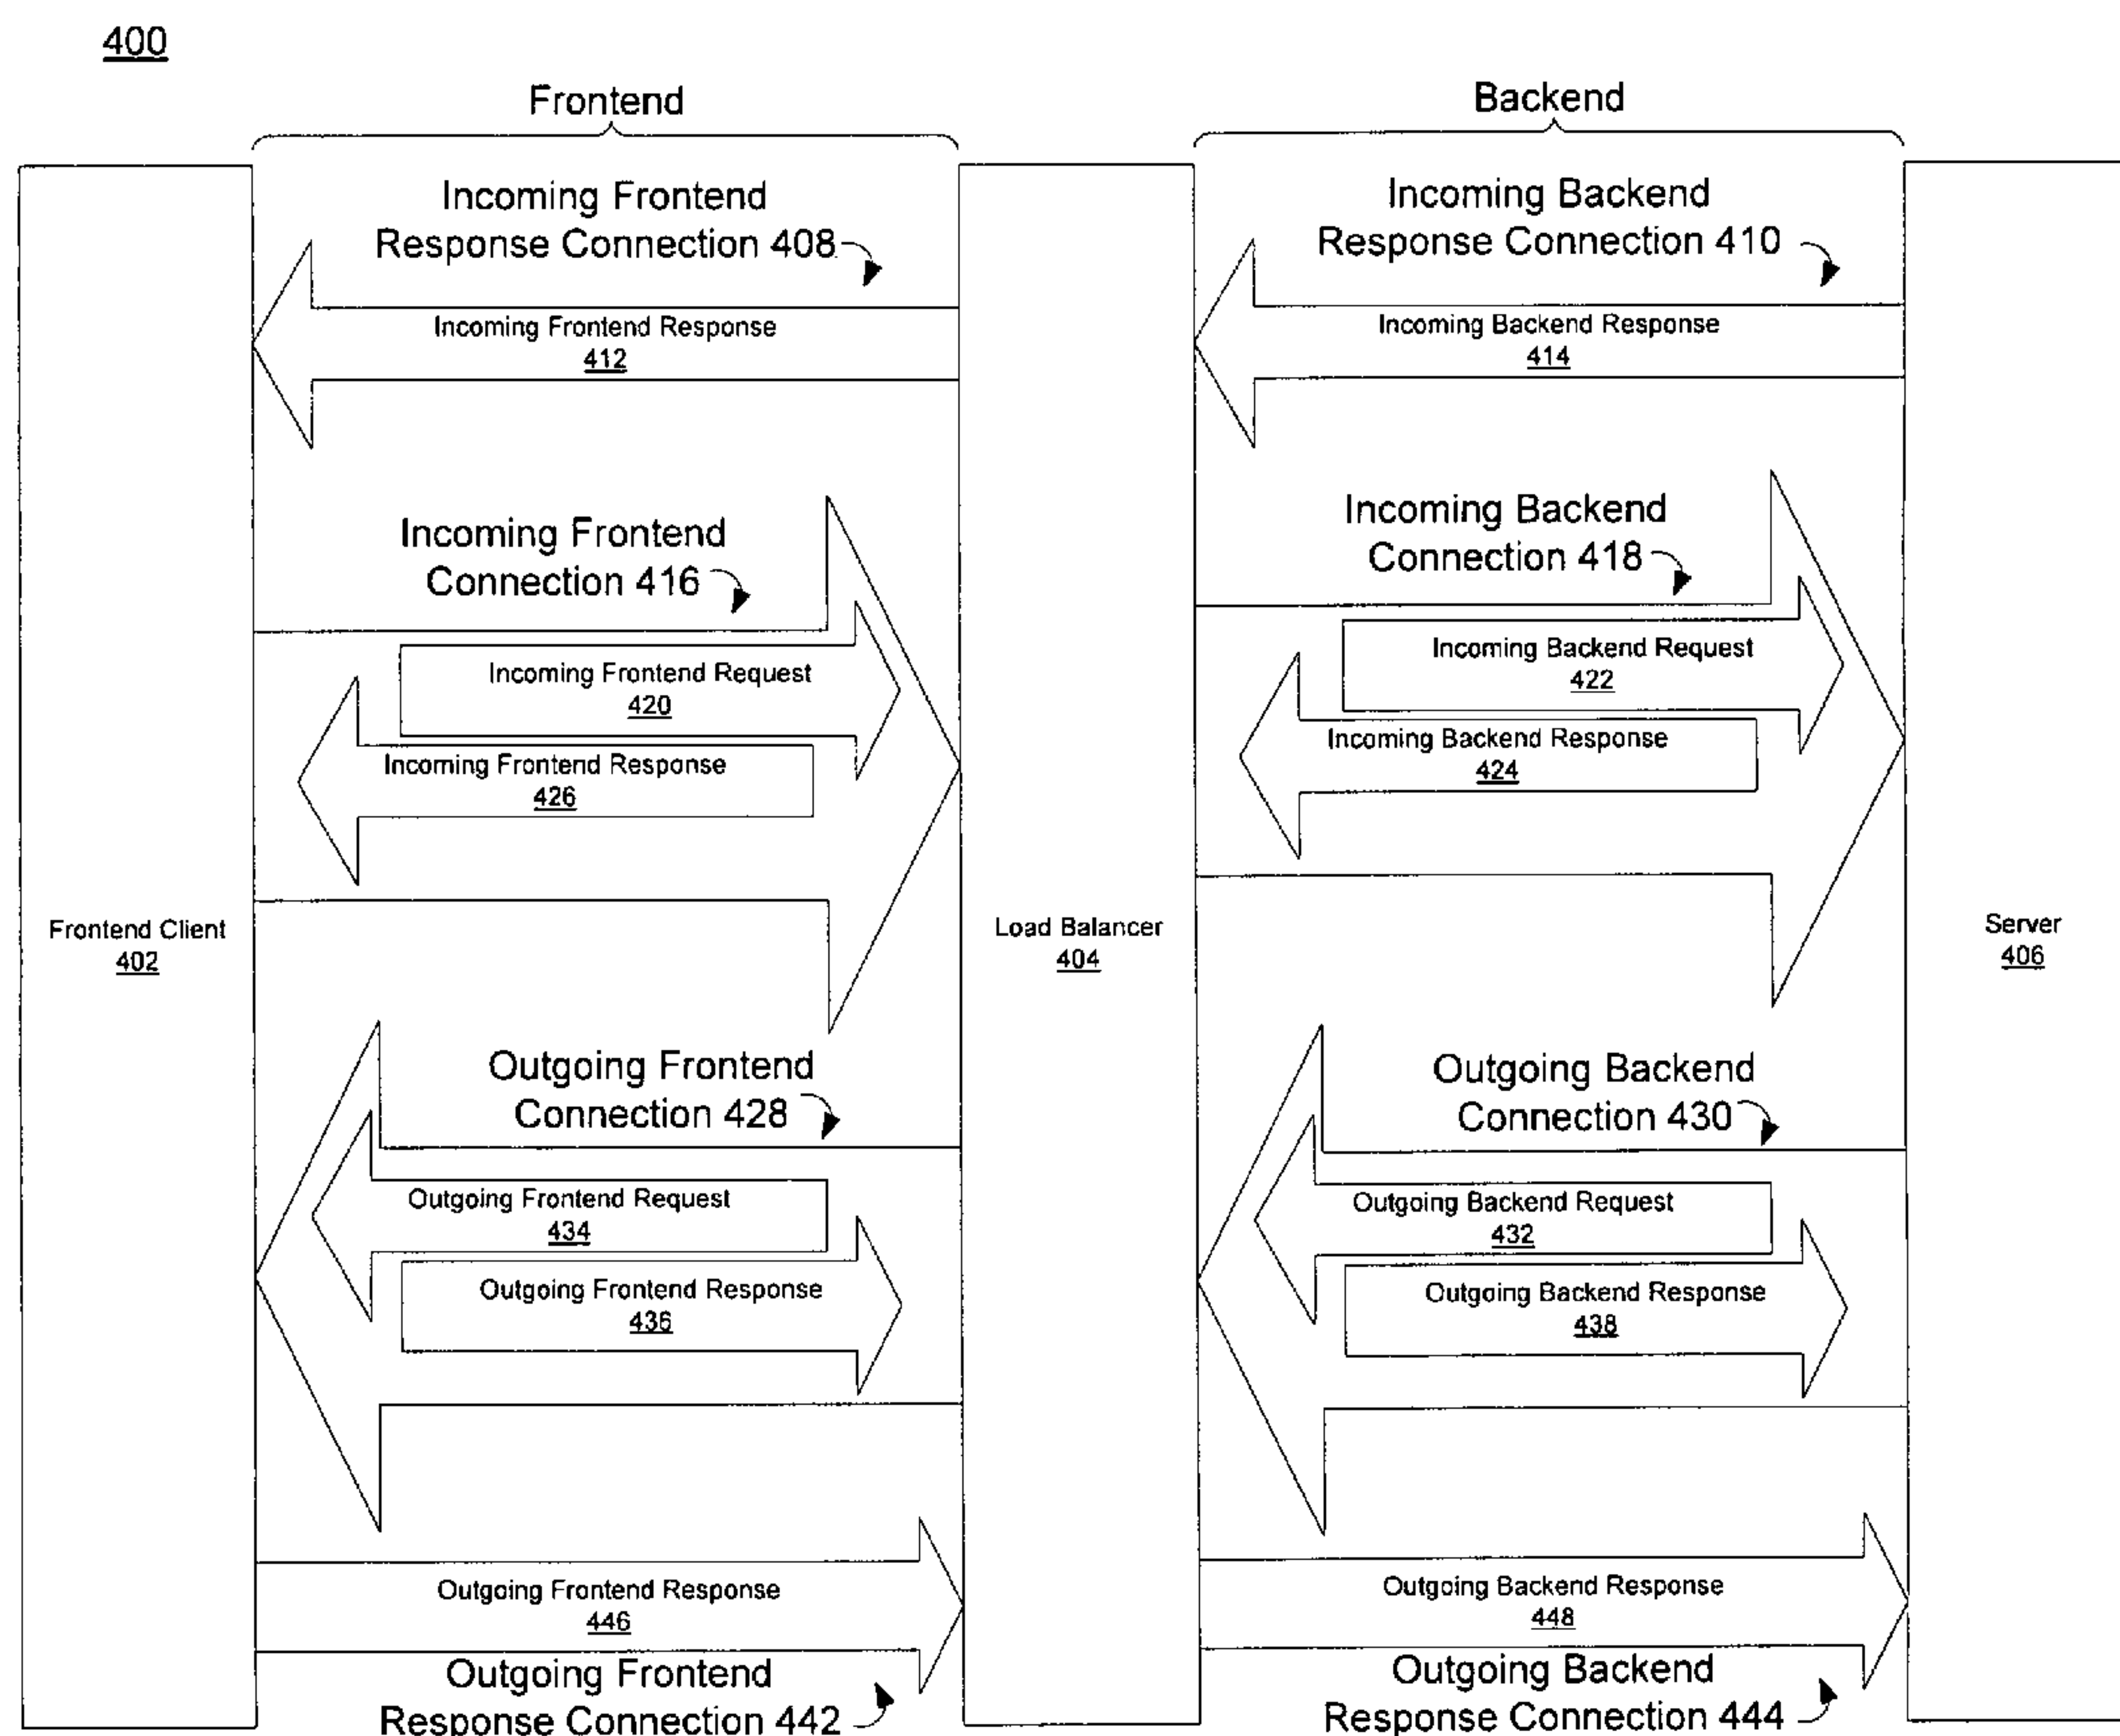 400
Frontend
Backend
Incoming Frontend
Response Connection 408
Incoming Backend
Response Connection 410
Incoming Frontend Response
412
Incoming Backend Response
414
Incoming Frontend
Connection 416
Incoming Backend
Connection 418
Incoming Frontend Request
420
Incoming Backend Request
422
Incoming Frontend Response
426
Incoming Backend Response
424
Frontend Client
402
Load Balancer
404
Server
406
Outgoing Frontend
Connection 428
Outgoing Backend
Connection 430
Outgoing Frontend Request
434
Outgoing Backend Request
432
Outgoing Frontend Response
436
Outgoing Backend Response
438
Outgoing Frontend Response
446
Outgoing Backend Response
448
Outgoing Frontend
Response Connection 442
Outgoing Backend
Response Connection 444